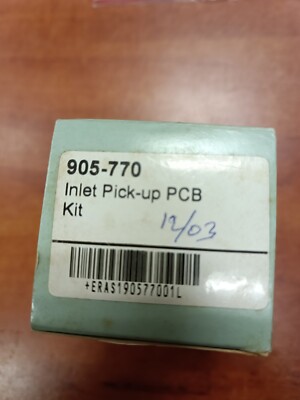 905-770
Inlet Pick-up PCB
Kit
12/03
+ERAS190577001L